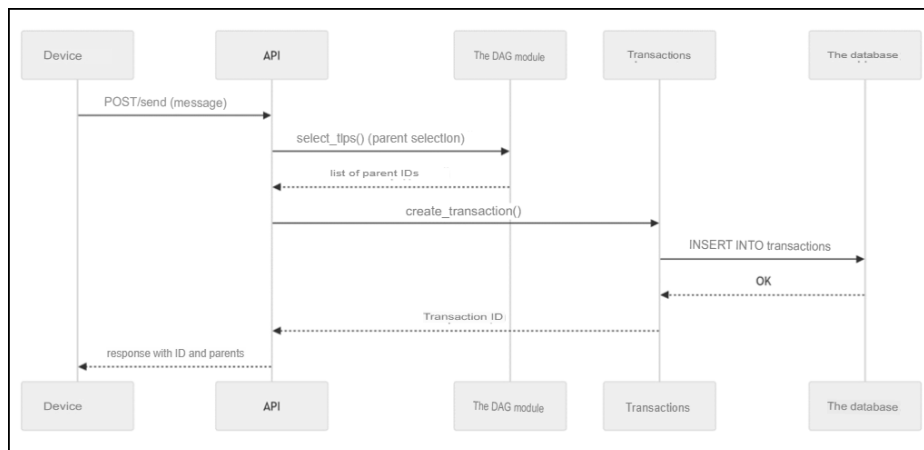 Device
API
The DAG module
Transactions
The database
POST/send (message)
select_tips() (parent selection)
list of parent IDs
create_transaction()
INSERT INTO transactions
OK
Transaction ID
response with ID and parents
Device
API
The DAG module
Transactions
The database